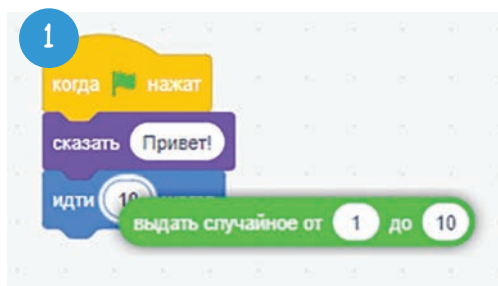 1
когда нажат
сказать Привет!
идти 10
выдать случайное от 1 до 10